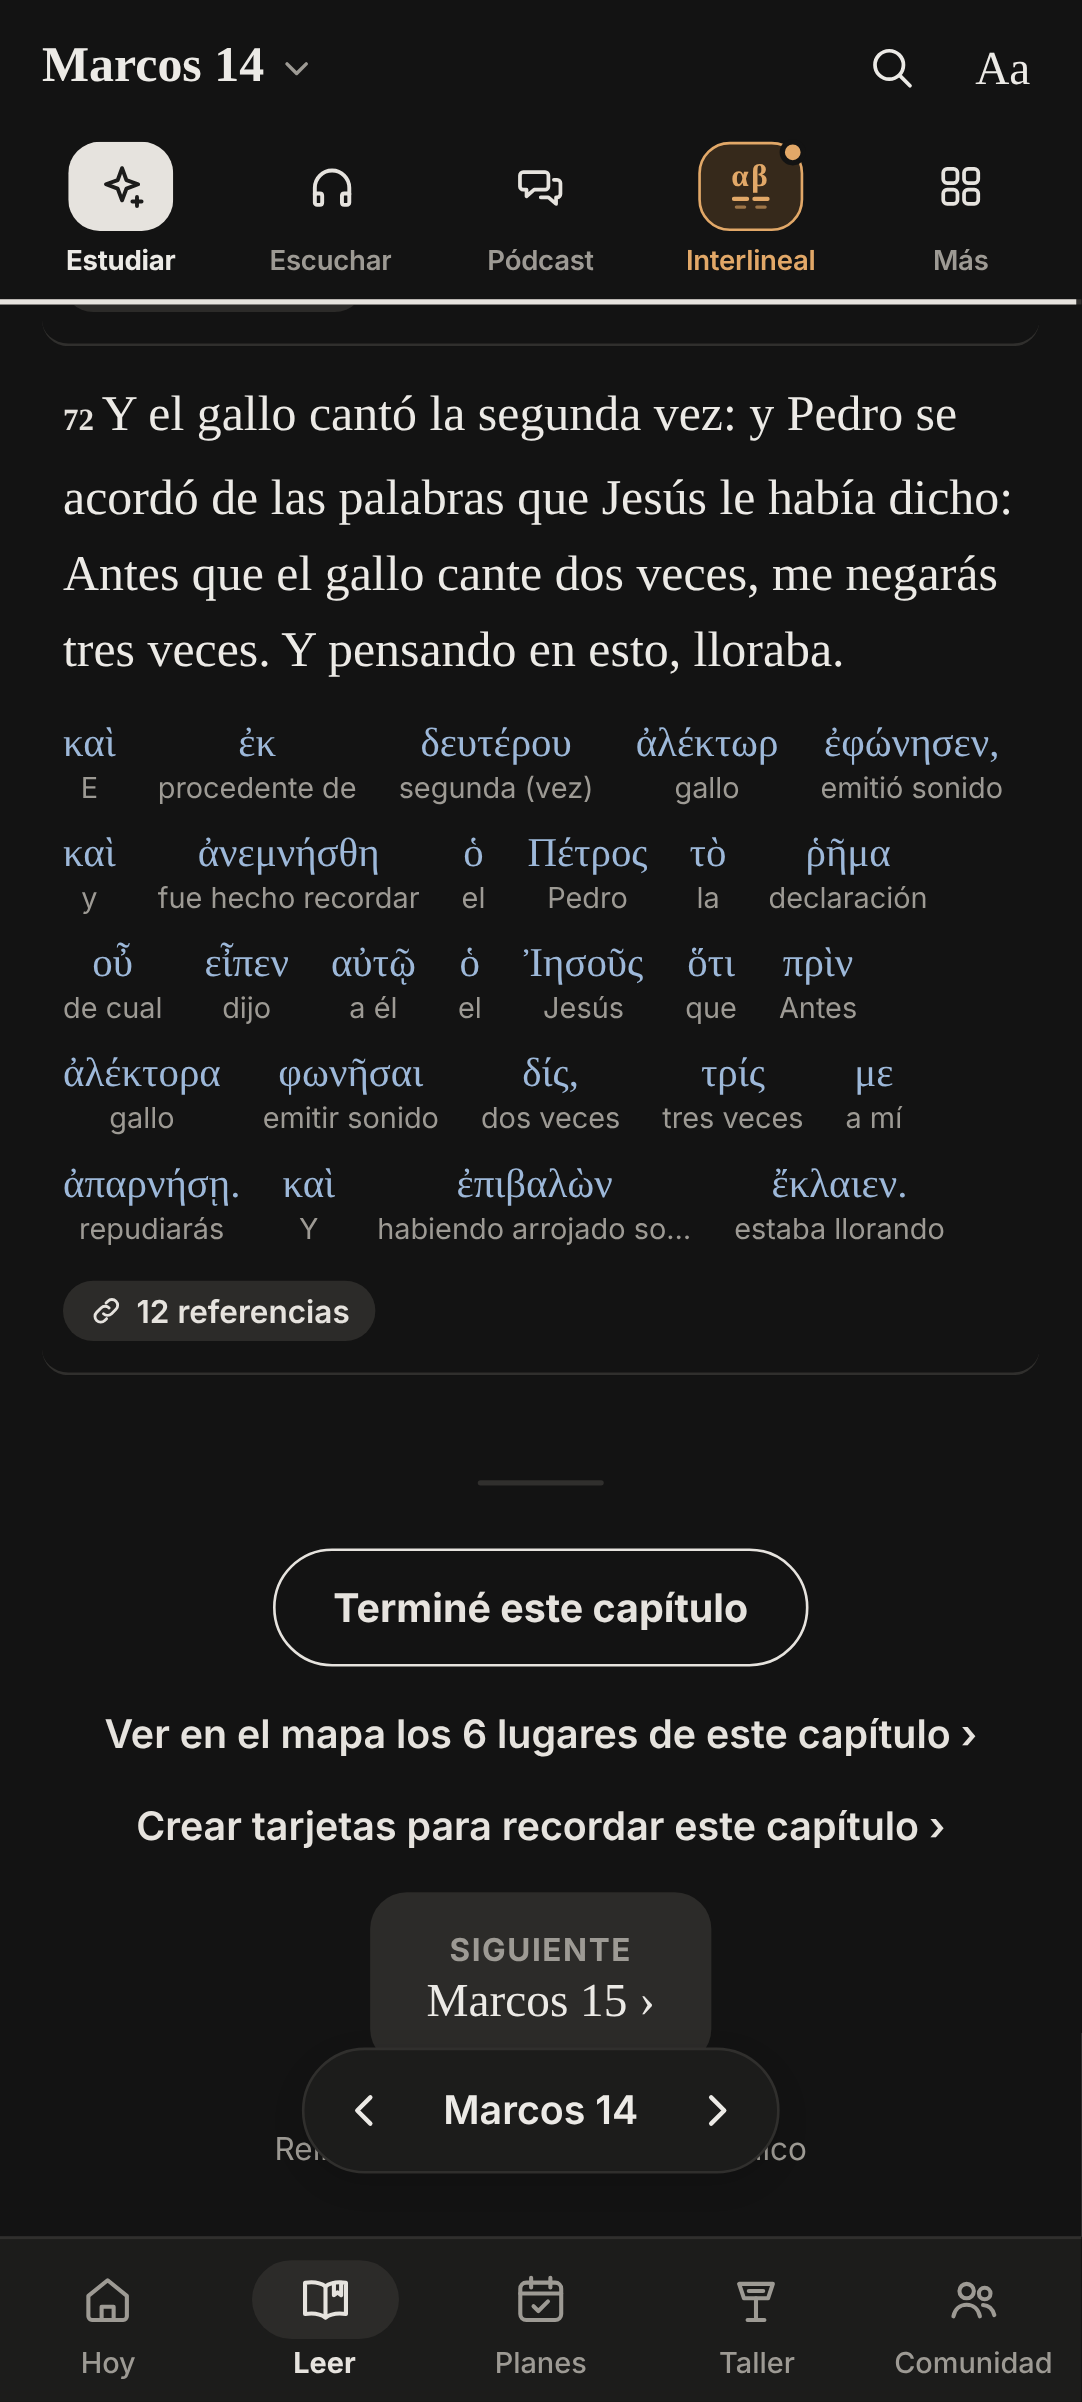 Marcos 14
Aa
αβ
Estudiar Escuchar Pódcast Interlineal Más
72 Y el gallo cantó la segunda vez: y Pedro se
acordó de las palabras que Jesús le había dicho:
Antes que el gallo cante dos veces, me negarás
tres veces. Y pensando en esto, lloraba.
καὶ ἐκ δευτέρου ἀλέκτωρ ἐφώνησεν,
E procedente de segunda (vez) gallo emitió sonido
καὶ ἀνεμνήσθη ὁ Πέτρος τὸ ῥῆμα
y fue hecho recordar el Pedro la declaración
οὗ εἶπεν αὐτῷ ὁ Ἰησοῦς ὅτι πρὶν
de cual dijo a él el Jesús que Antes
ἀλέκτορα φωνῆσαι δίς, τρίς με
gallo emitir sonido dos veces tres veces a mí
ἀπαρνήσῃ. καὶ ἐπιβαλὼν ἔκλαιεν.
repudiarás Y habiendo arrojado so... estaba llorando
12 referencias
Terminé este capítulo
Ver en el mapa los 6 lugares de este capítulo ›
Crear tarjetas para recordar este capítulo ›
SIGUIENTE
Marcos 15 ›
Marcos 14
Hoy Leer Planes Taller Comunidad